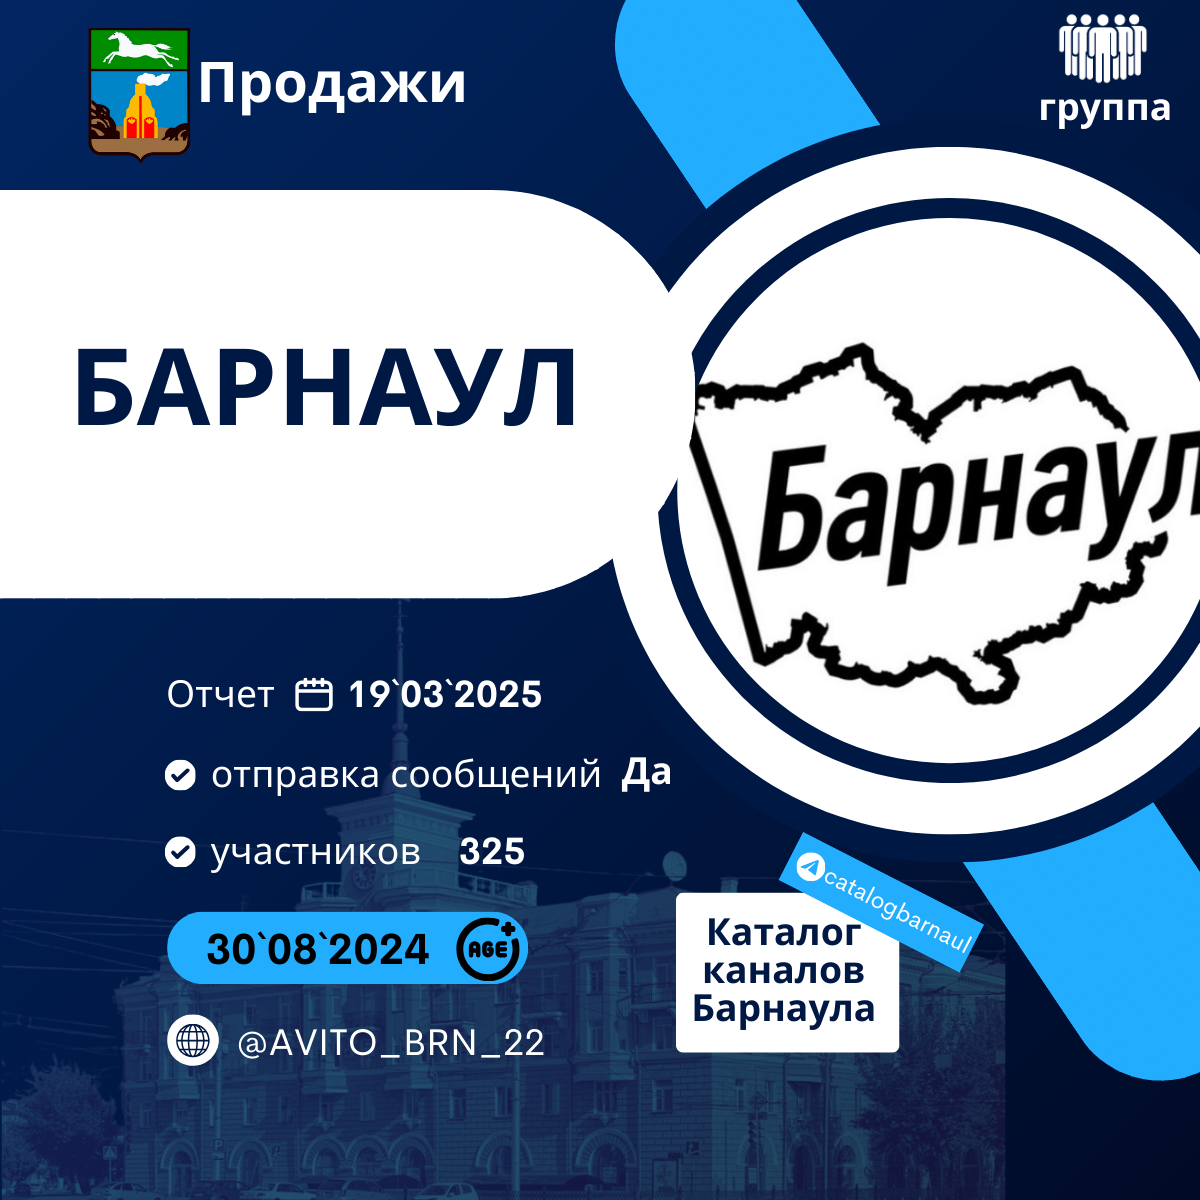 Продажи
группа
БАРНАУЛ
Барнаул
Отчет 19`03`2025
отправка сообщений Да
участников 325
30`08`2024 AGE+
@AVITO_BRN_22
catalogbarnaul
Каталог
каналов
Барнаула